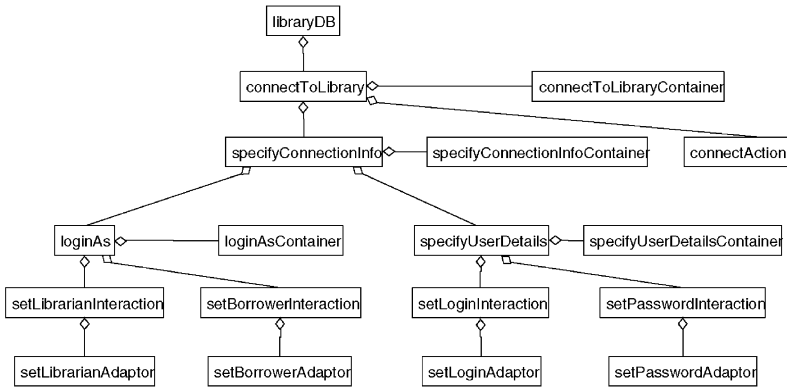 libraryDB
connectToLibrary
connectToLibraryContainer
specifyConnectionInfo
specifyConnectionInfoContainer
connectAction
loginAs
loginAsContainer
specifyUserDetails
specifyUserDetailsContainer
setLibrarianInteraction
setBorrowerInteraction
setLoginInteraction
setPasswordInteraction
setLibrarianAdaptor
setBorrowerAdaptor
setLoginAdaptor
setPasswordAdaptor